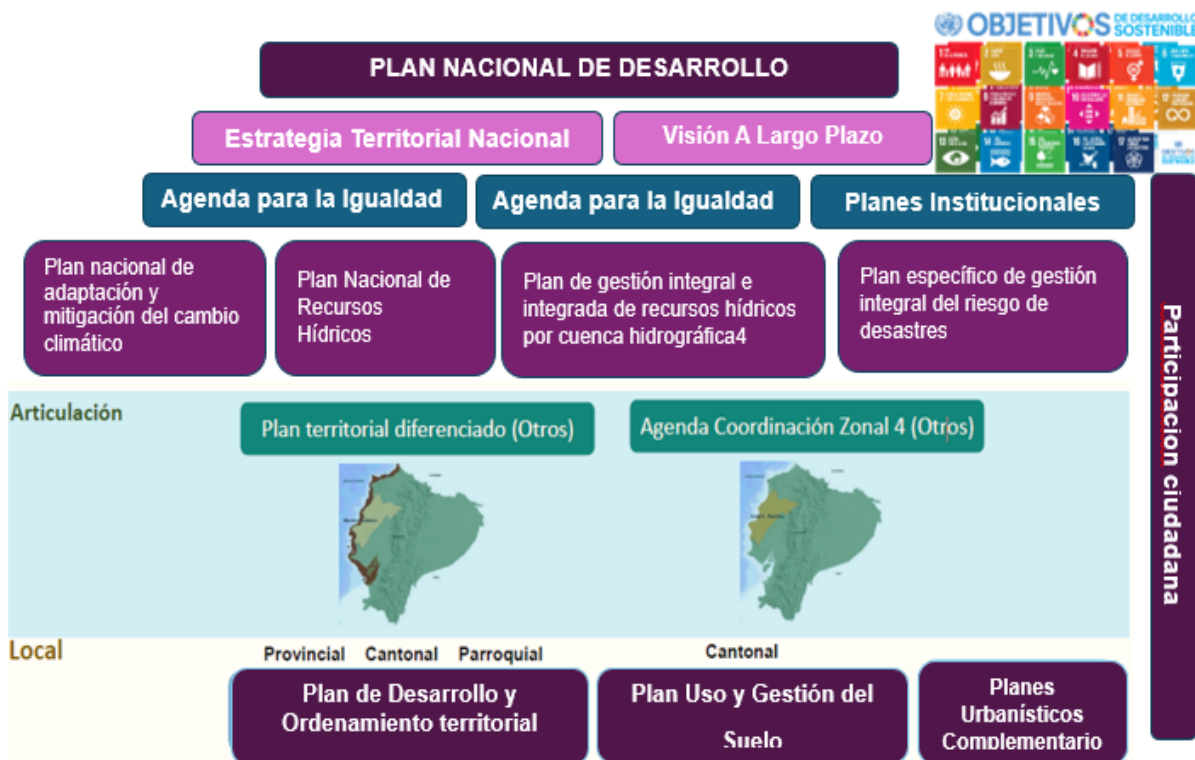 OBJETIVOS DE DESARROLLO
SOSTENIBLE
PLAN NACIONAL DE DESARROLLO
Estrategia Territorial Nacional
Visión A Largo Plazo
Agenda para la Igualdad
Agenda para la Igualdad
Planes Institucionales
Plan nacional de
adaptación y
mitigación del cambio
climático
Plan Nacional de
Recursos
Hídricos
Plan de gestión integral e
integrada de recursos hídricos
por cuenca hidrográfica4
Plan específico de gestión
integral del riesgo de
desastres
Participacion ciudadana
Articulación
Plan territorial diferenciado (Otros)
Agenda Coordinación Zonal 4 (Otros)
Local
Provincial Cantonal Parroquial
Cantonal
Plan de Desarrollo y
Ordenamiento territorial
Plan Uso y Gestión del
Suelo
Planes
Urbanísticos
Complementario